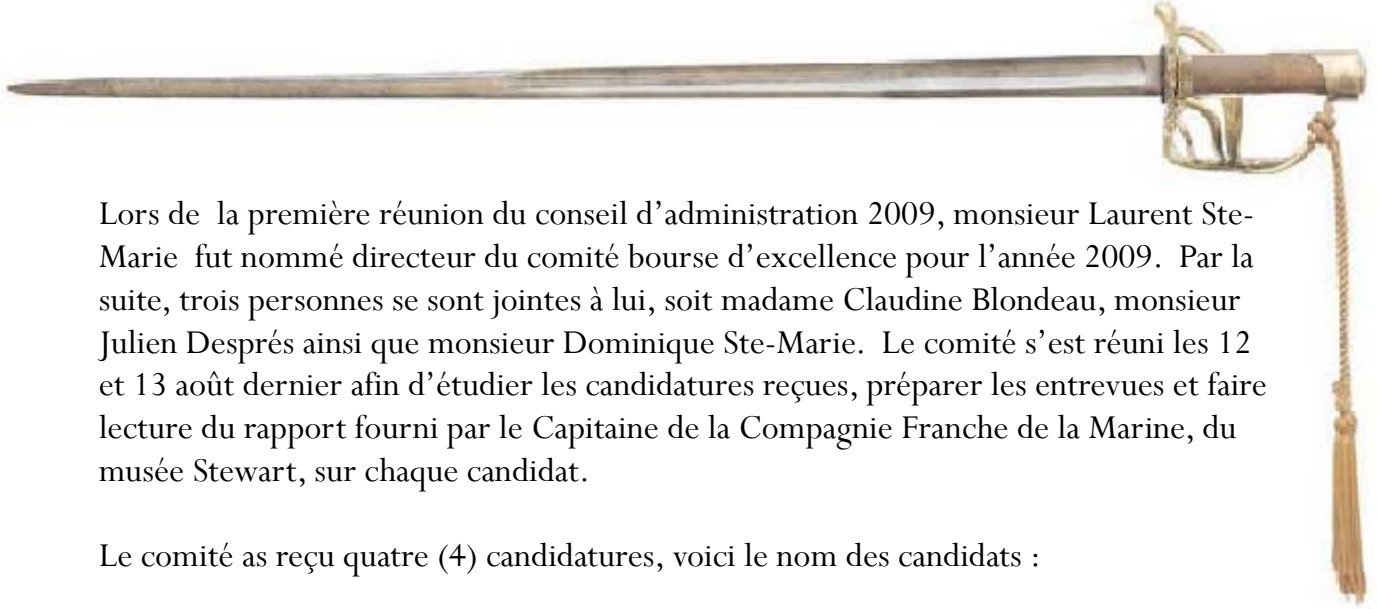 Lors de  la première réunion du conseil d’administration 2009, monsieur Laurent Ste-
Marie  fut nommé directeur du comité bourse d’excellence pour l’année 2009.  Par la
suite, trois personnes se sont jointes à lui, soit madame Claudine Blondeau, monsieur
Julien Després ainsi que monsieur Dominique Ste-Marie.  Le comité s’est réuni les 12
et 13 août dernier afin d’étudier les candidatures reçues, préparer les entrevues et faire
lecture du rapport fourni par le Capitaine de la Compagnie Franche de la Marine, du
musée Stewart, sur chaque candidat.

Le comité as reçu quatre (4) candidatures, voici le nom des candidats :